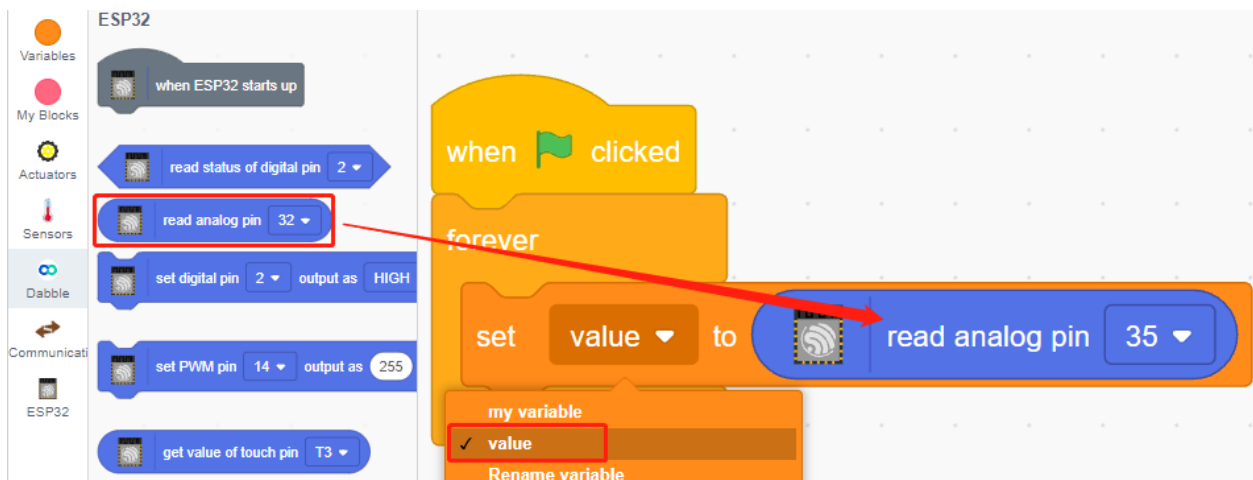 ESP32
Variables
My Blocks
Actuators
Sensors
Dabble
Communicati
ESP32
when ESP32 starts up
read status of digital pin 2
read analog pin 32
set digital pin 2 output as HIGH
set PWM pin 14 output as 255
get value of touch pin T3
when clicked
forever
set value to read analog pin 35
my variable
✓ value
Rename variable